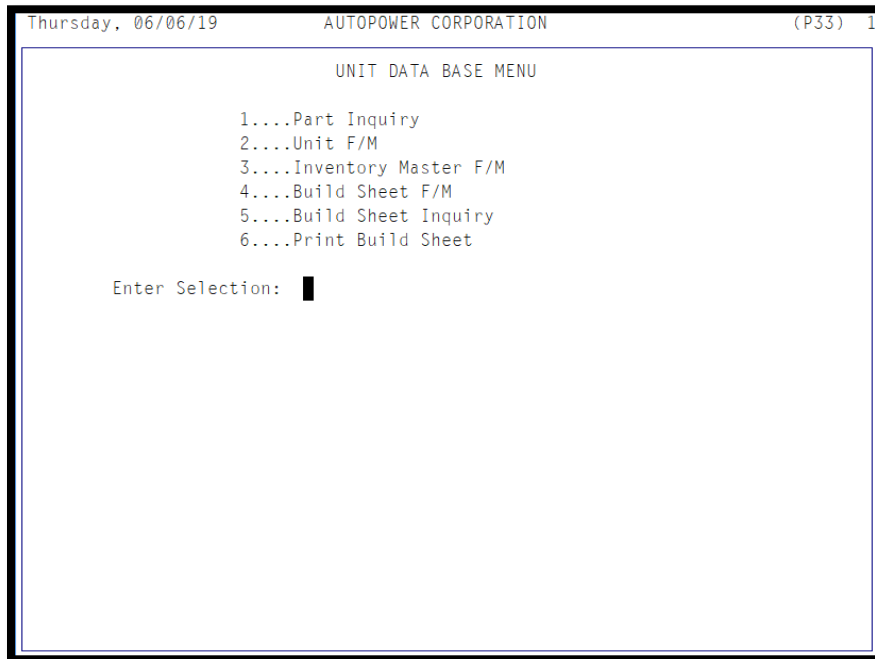 Thursday, 06/06/19 AUTOPOWER CORPORATION (P33) 1
UNIT DATA BASE MENU
1....Part Inquiry
2....Unit F/M
3....Inventory Master F/M
4....Build Sheet F/M
5....Build Sheet Inquiry
6....Print Build Sheet
Enter Selection: